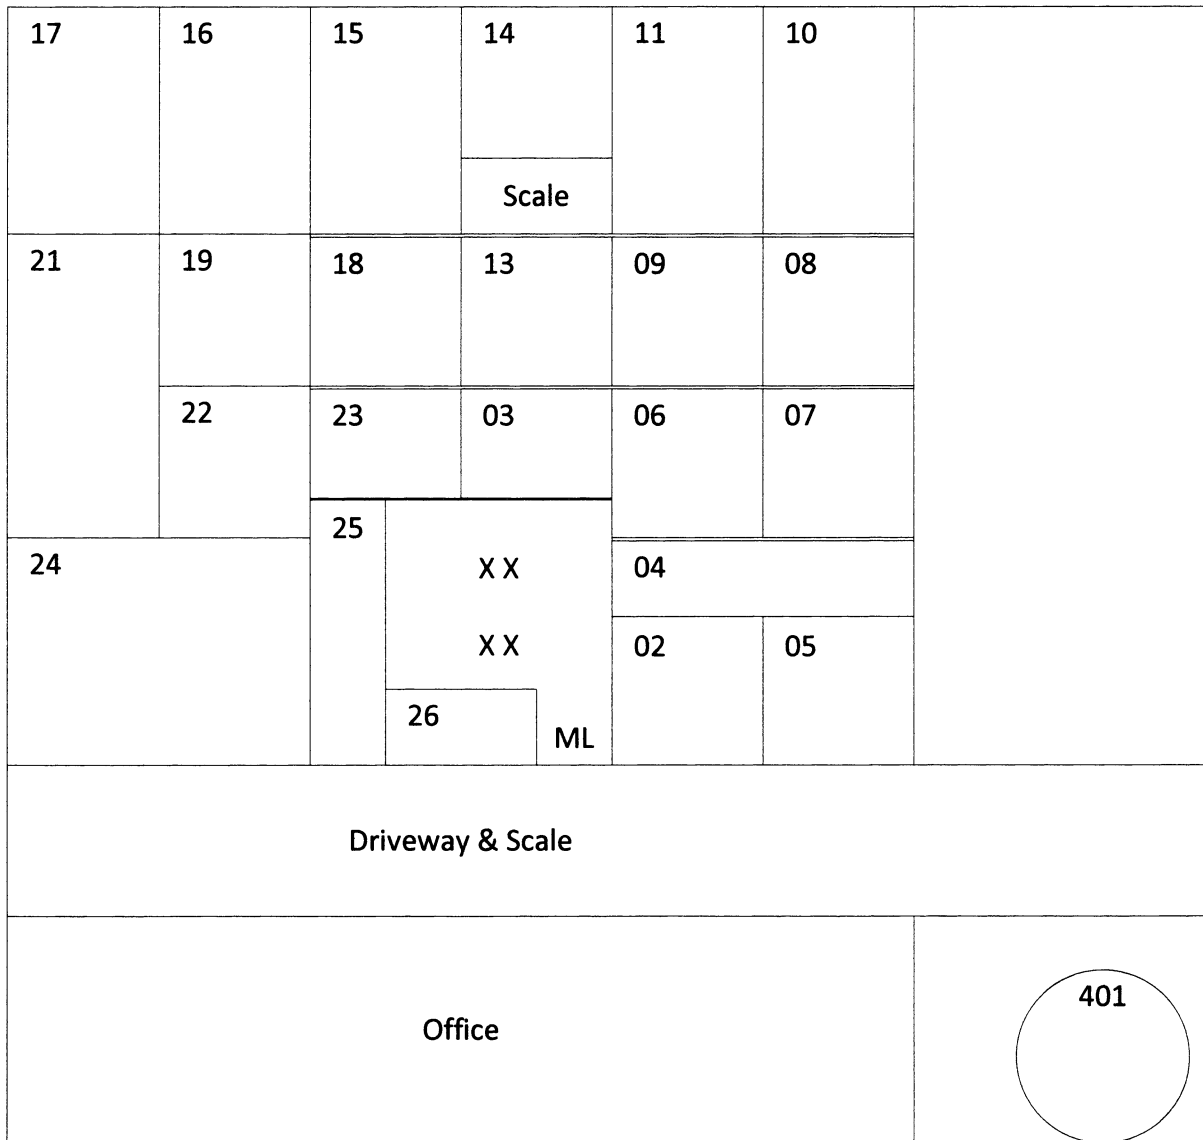 17 16 15 14 11 10
Scale
21 19 18 13 09 08
22 23 03 06 07
25
24 X X 04
X X 02 05
26
ML
Driveway & Scale
401
Office